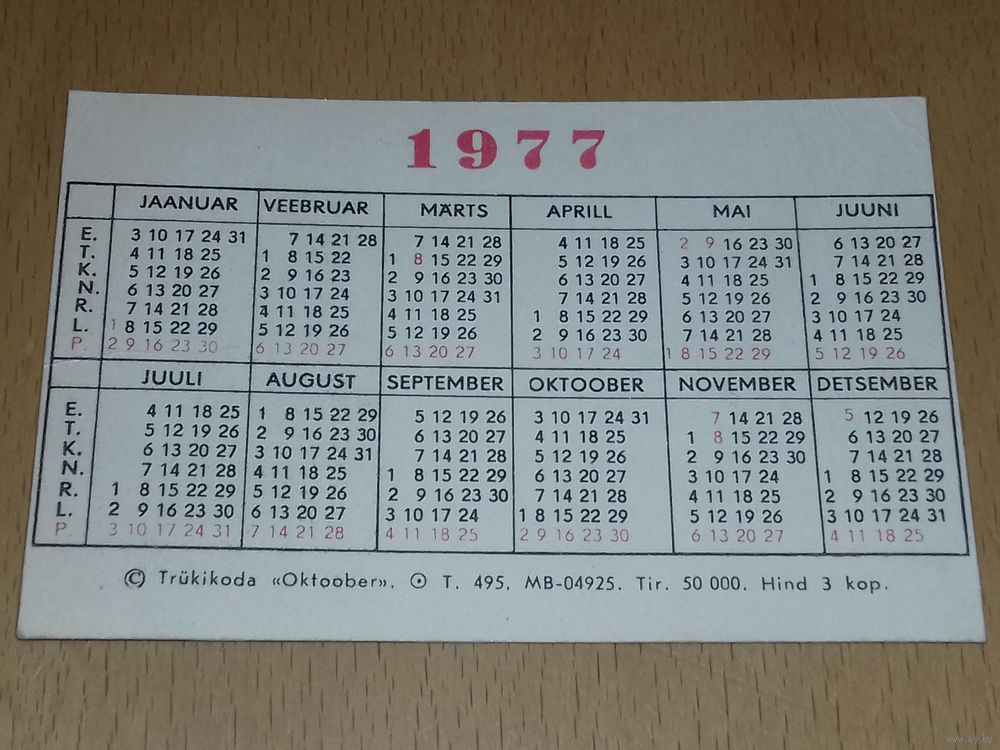 1977
JAANUAR VEEBRUAR MÄRTS APRILL MAI JUUNI
E. 3 10 17 24 31 7 14 21 28 7 14 21 28 4 11 18 25 2 9 16 23 30 6 13 20 27
T. 4 11 18 25 1 8 15 22 1 8 15 22 29 5 12 19 26 3 10 17 24 31 7 14 21 28
K. 5 12 19 26 2 9 16 23 2 9 16 23 30 6 13 20 27 4 11 18 25 1 8 15 22 29
N. 6 13 20 27 3 10 17 24 3 10 17 24 31 7 14 21 28 5 12 19 26 2 9 16 23 30
R. 7 14 21 28 4 11 18 25 4 11 18 25 1 8 15 22 29 6 13 20 27 3 10 17 24
L. 1 8 15 22 29 5 12 19 26 5 12 19 26 2 9 16 23 30 7 14 21 28 4 11 18 25
P. 2 9 16 23 30 6 13 20 27 6 13 20 27 3 10 17 24 1 8 15 22 29 5 12 19 26
JUULI AUGUST SEPTEMBER OKTOOBER NOVEMBER DETSEMBER
E. 4 11 18 25 1 8 15 22 29 5 12 19 26 3 10 17 24 31 7 14 21 28 5 12 19 26
T. 5 12 19 26 2 9 16 23 30 6 13 20 27 4 11 18 25 1 8 15 22 29 6 13 20 27
K. 6 13 20 27 3 10 17 24 31 7 14 21 28 5 12 19 26 2 9 16 23 30 7 14 21 28
N. 7 14 21 28 4 11 18 25 1 8 15 22 29 6 13 20 27 3 10 17 24 1 8 15 22 29
R. 1 8 15 22 29 5 12 19 26 2 9 16 23 30 7 14 21 28 4 11 18 25 2 9 16 23 30
L. 2 9 16 23 30 6 13 20 27 3 10 17 24 1 8 15 22 29 5 12 19 26 3 10 17 24 31
P. 3 10 17 24 31 7 14 21 28 4 11 18 25 2 9 16 23 30 6 13 20 27 4 11 18 25
© Trükikoda «Oktoober». ⊙ T. 495. MB-04925. Tir. 50 000. Hind 3 kop.
www.ay.by